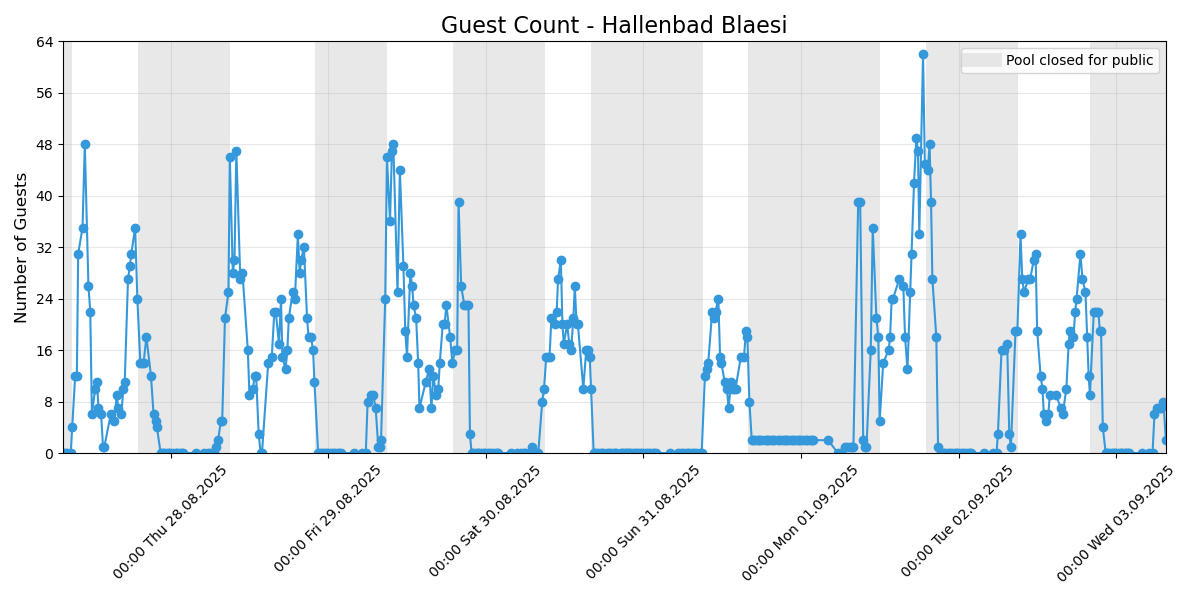 Guest Count - Hallenbad Blaesi
Pool closed for public
Number of Guests
64
56
48
40
32
24
16
8
0
00:00 Thu 28.08.2025
00:00 Fri 29.08.2025
00:00 Sat 30.08.2025
00:00 Sun 31.08.2025
00:00 Mon 01.09.2025
00:00 Tue 02.09.2025
00:00 Wed 03.09.2025